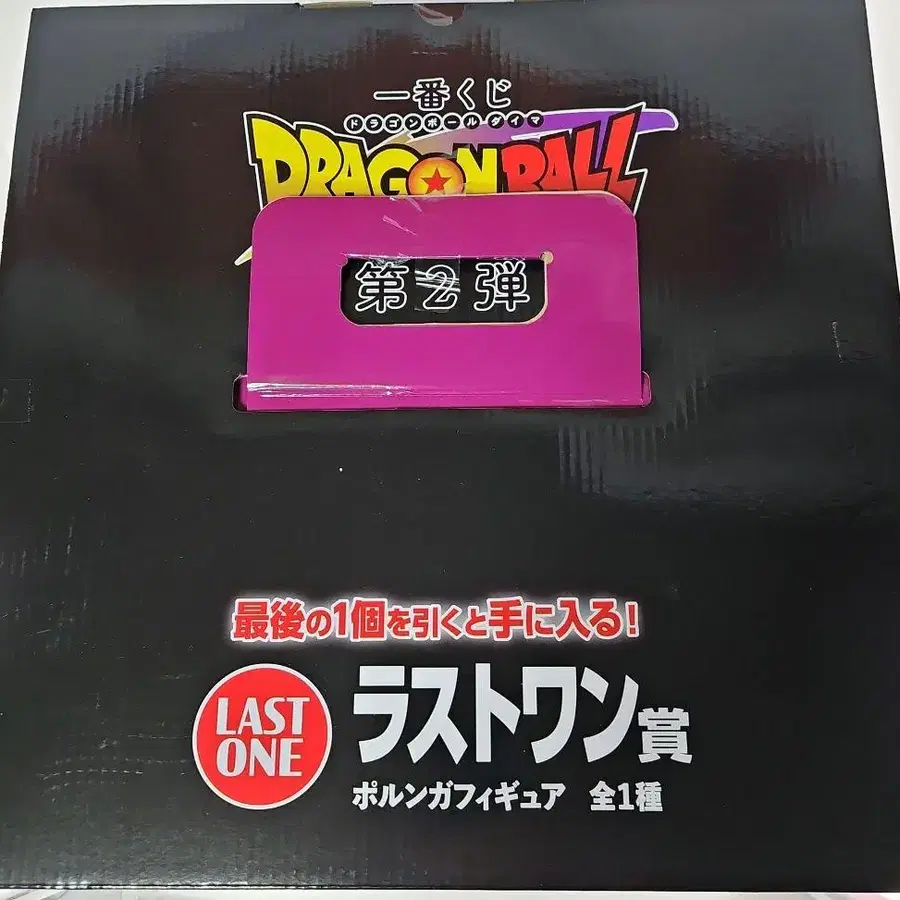 一番くじ
ドラゴンボールダイマ
DRAGON BALL
第2弾
最後の1個を引くと手に入る!
LAST
ONE
ラストワン賞
ポルンガフィギュア 全1種